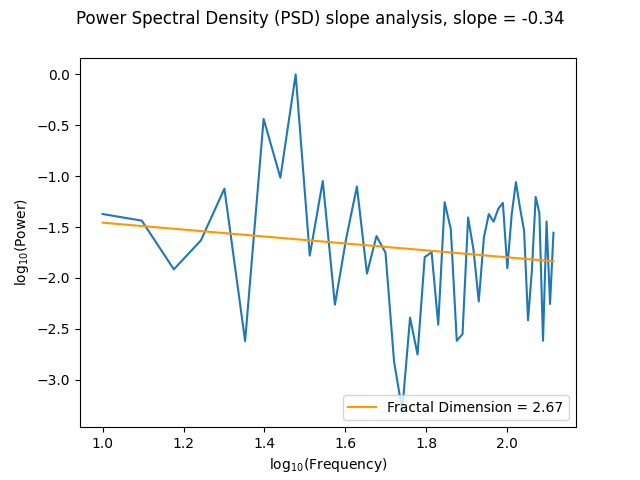 Power Spectral Density (PSD) slope analysis, slope = -0.34
log₁₀(Power)
0.0
−0.5
−1.0
−1.5
−2.0
−2.5
−3.0
Fractal Dimension = 2.67
1.0 1.2 1.4 1.6 1.8 2.0
log₁₀(Frequency)